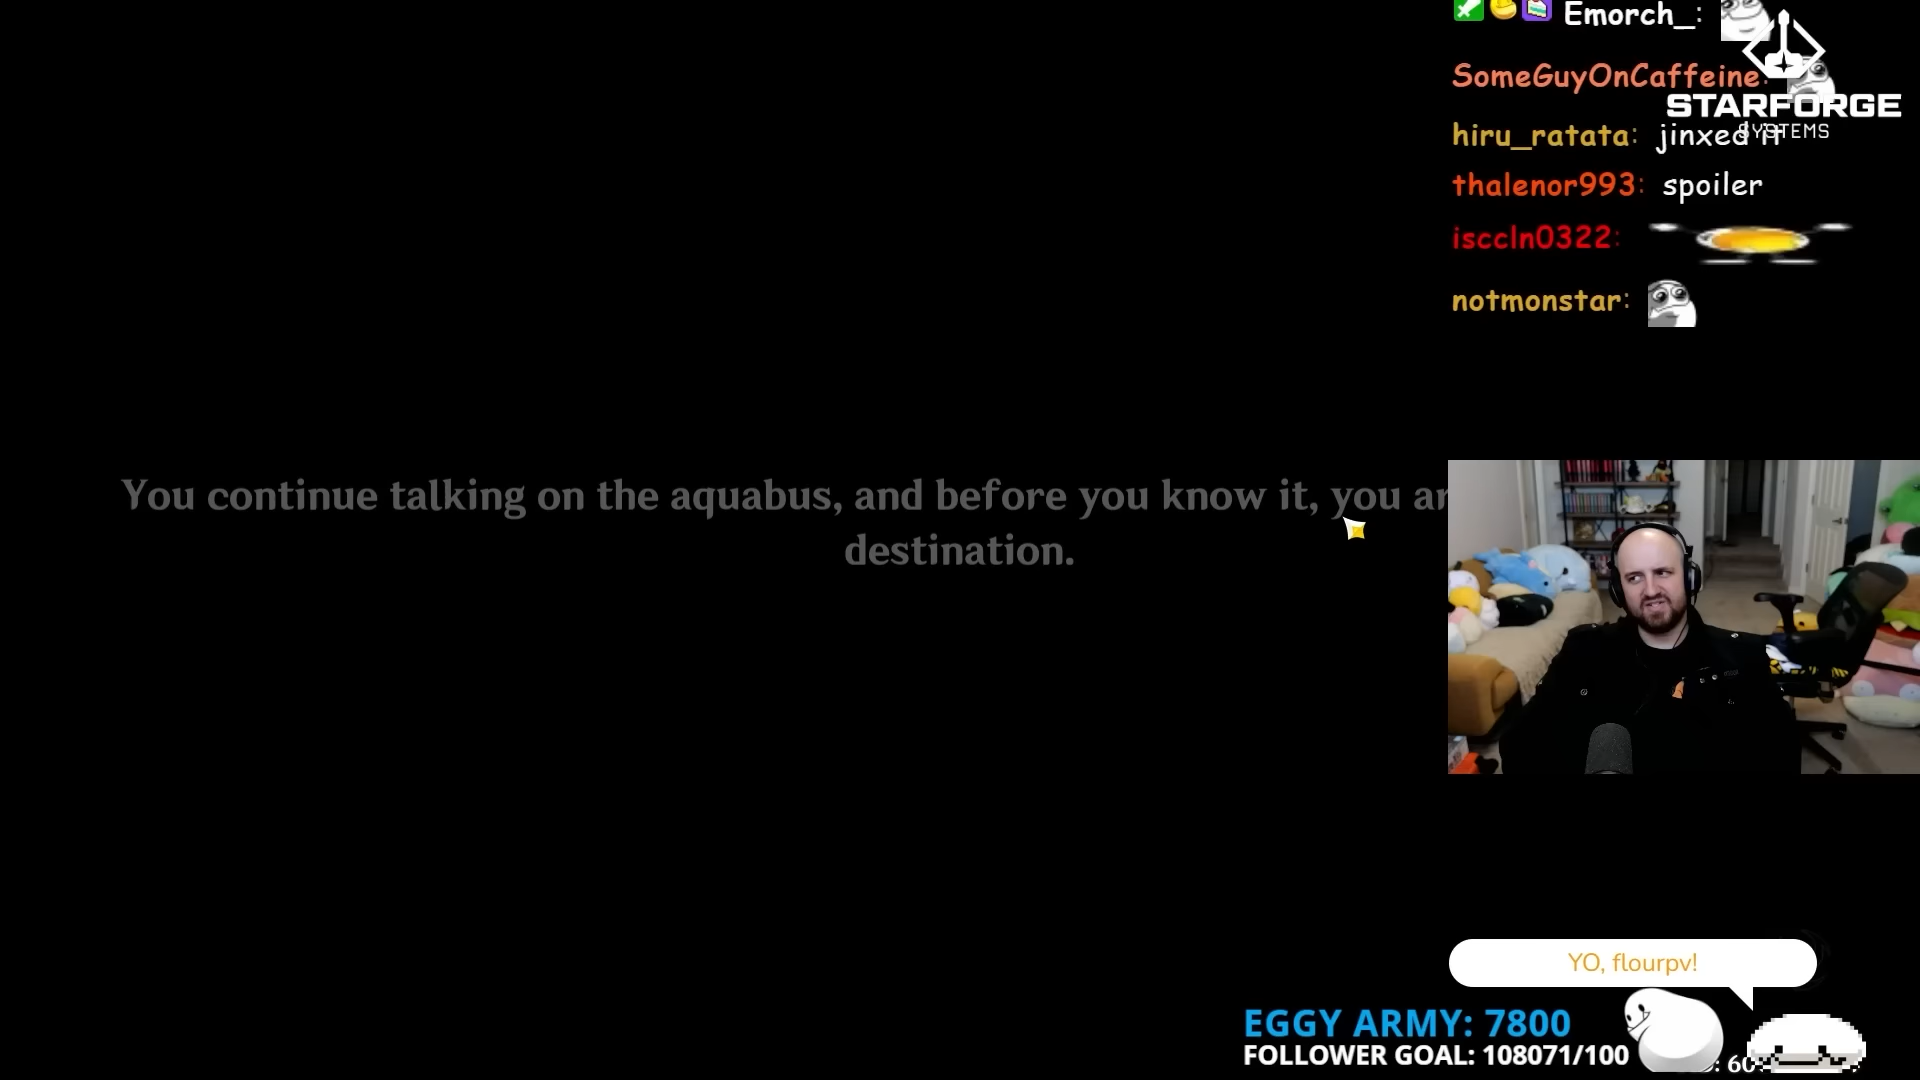 Emorch_:
SomeGuyOnCaffeine:
STARFORGE
SYSTEMS
hiru_ratata: jinxed it
thalenor993: spoiler
isccln0322:
notmonstar:
You continue talking on the aquabus, and before you know it, you
destination.
YO, flourpv!
EGGY ARMY: 7800
FOLLOWER GOAL: 108071/100